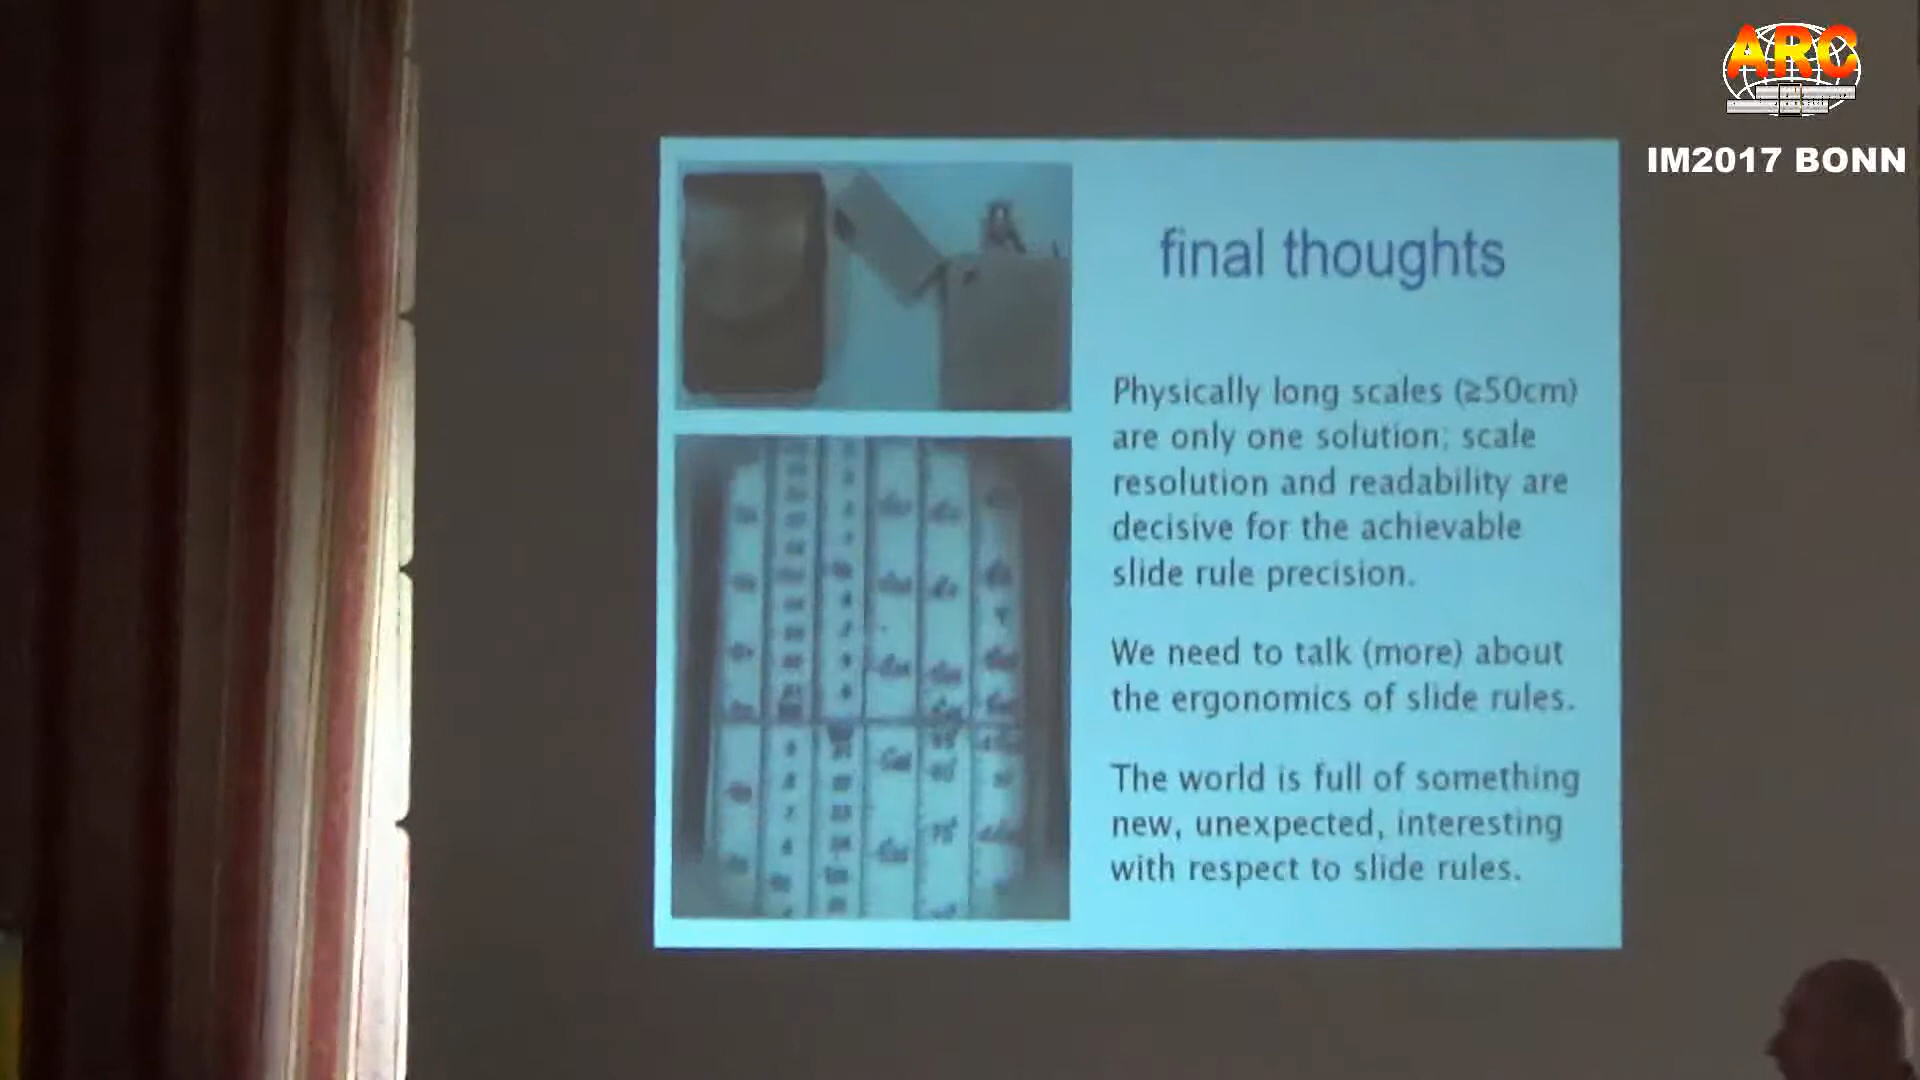 ARC
IM2017 BONN
final thoughts
Physically long scales (≥50cm)
are only one solution; scale
resolution and readability are
decisive for the achievable
slide rule precision.
We need to talk (more) about
the ergonomics of slide rules.
The world is full of something
new, unexpected, interesting
with respect to slide rules.